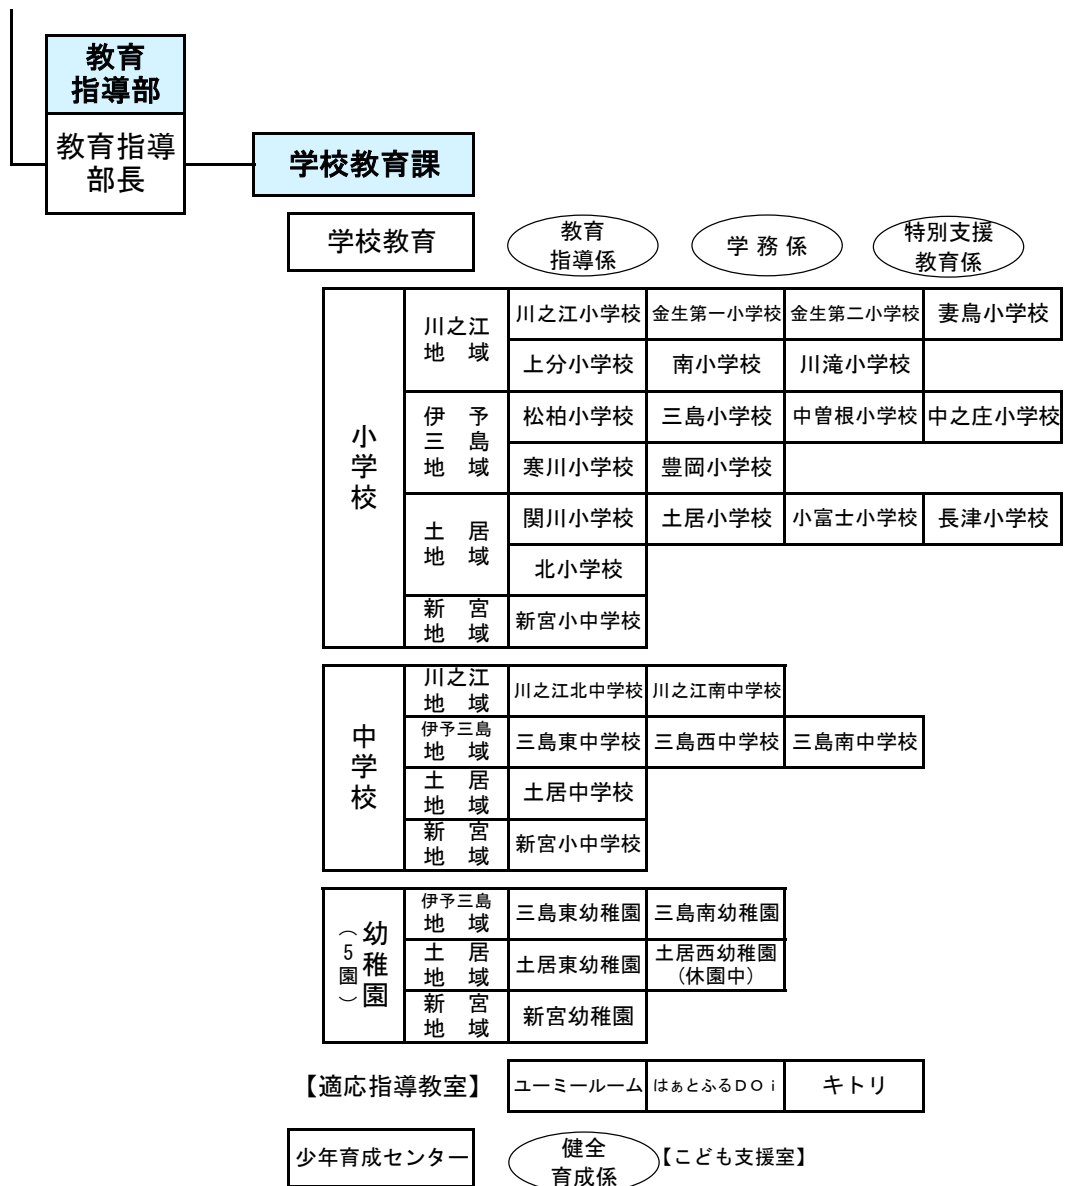 教育
指導部
教育指導
部長
学校教育課
学校教育
教育
指導係
学 務 係
特別支援
教育係
小学校
川之江
地 域
川之江小学校 金生第一小学校 金生第二小学校 妻鳥小学校
上分小学校 南小学校 川滝小学校
伊 予
三 島
地 域
松柏小学校 三島小学校 中曽根小学校 中之庄小学校
寒川小学校 豊岡小学校
土 居
地 域
関川小学校 土居小学校 小富士小学校 長津小学校
北小学校
新 宮
地 域
新宮小中学校
中学校
川之江
地 域
川之江北中学校 川之江南中学校
伊予三島
地 域
三島東中学校 三島西中学校 三島南中学校
土 居
地 域
土居中学校
新 宮
地 域
新宮小中学校
幼稚園
(5園)
伊予三島
地 域
三島東幼稚園 三島南幼稚園
土 居
地 域
土居東幼稚園
土居西幼稚園
(休園中)
新 宮
地 域
新宮幼稚園
【適応指導教室】
ユーミールーム はぁとふるDOi キトリ
少年育成センター
健全
育成係
【こども支援室】